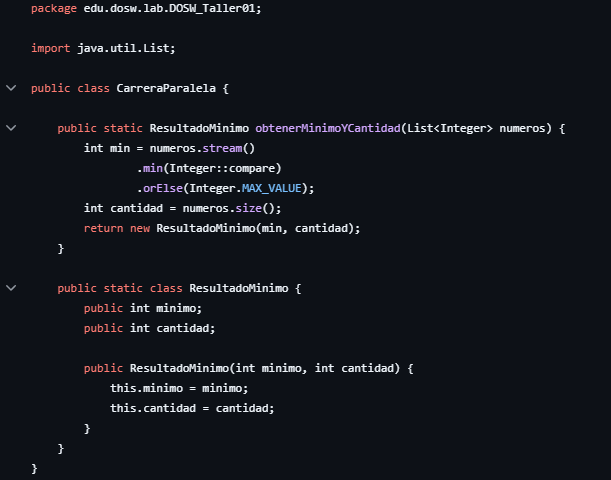 package edu.dosw.lab.DOSW_Taller01;
import java.util.List;
public class CarreraParalela {
public static ResultadoMinimo obtenerMinimoYCantidad(List<Integer> numeros) {
int min = numeros.stream()
.min(Integer::compare)
.orElse(Integer.MAX_VALUE);
int cantidad = numeros.size();
return new ResultadoMinimo(min, cantidad);
}
public static class ResultadoMinimo {
public int minimo;
public int cantidad;
public ResultadoMinimo(int minimo, int cantidad) {
this.minimo = minimo;
this.cantidad = cantidad;
}
}
}